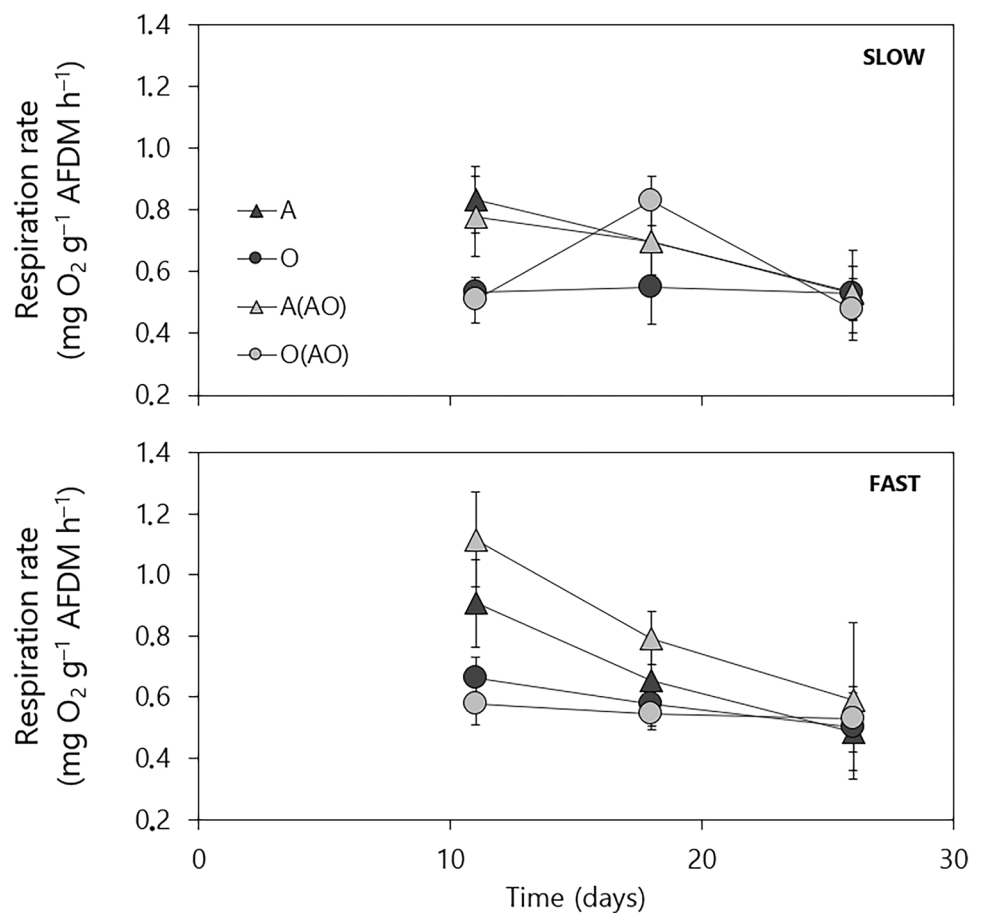 1.4
SLOW
1.2
1.0
0.8
0.6
0.4
0.2
Respiration rate
(mg O₂ g⁻¹ AFDM h⁻¹)
A
O
A(AO)
O(AO)
1.4
FAST
1.2
1.0
0.8
0.6
0.4
0.2
Respiration rate
(mg O₂ g⁻¹ AFDM h⁻¹)
0 10 20 30
Time (days)